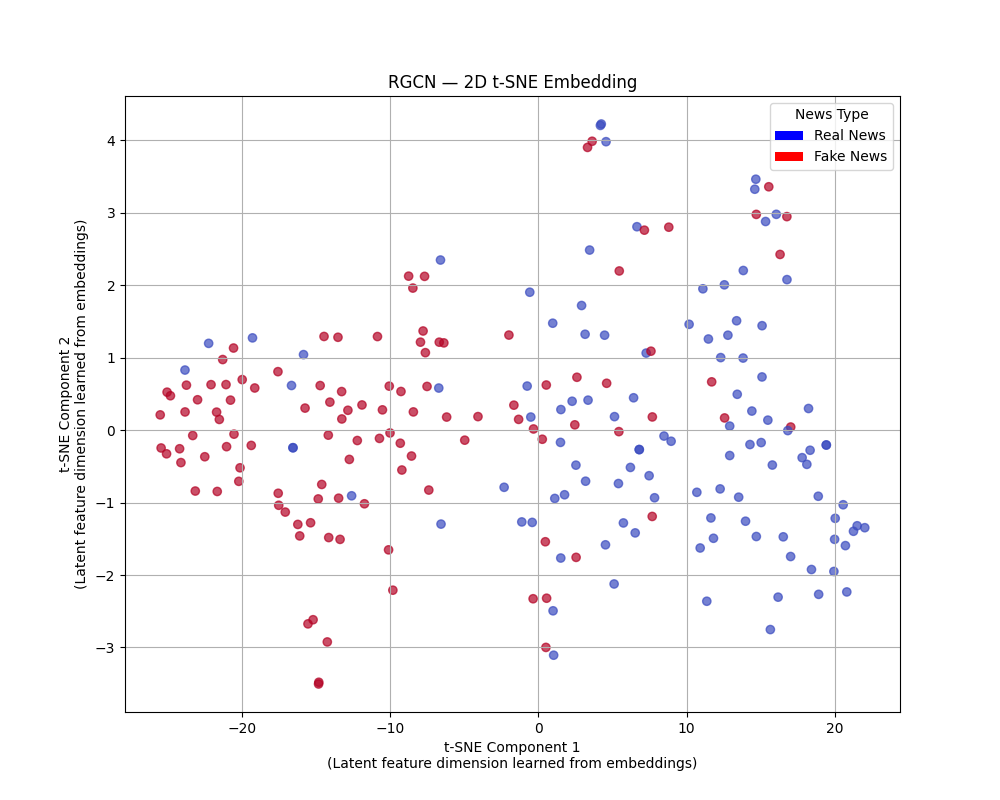 RGCN — 2D t-SNE Embedding
News Type
Real News
Fake News
4
3
2
1
0
−1
−2
−3
t-SNE Component 2
(Latent feature dimension learned from embeddings)
−20
−10
0
10
20
t-SNE Component 1
(Latent feature dimension learned from embeddings)